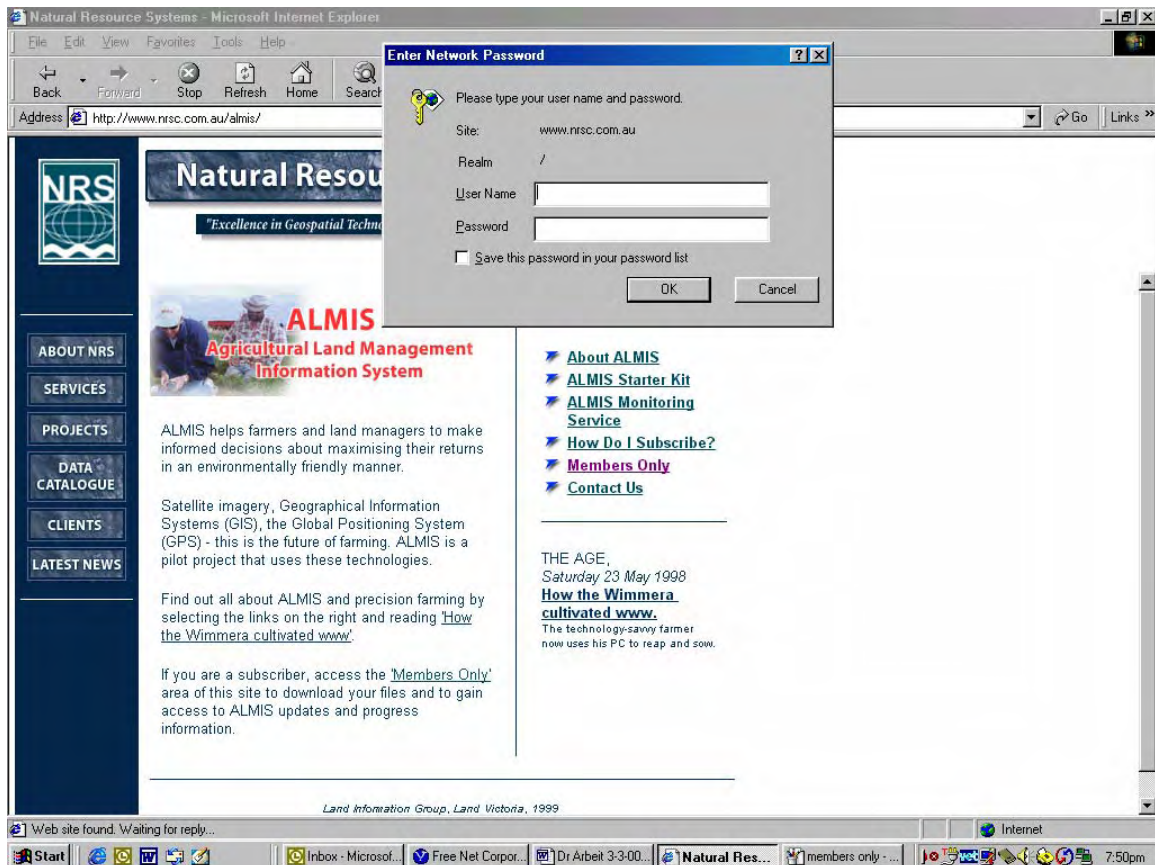 Natural Resource Systems - Microsoft Internet Explorer
File Edit View Favorites Tools Help
Back Forward Stop Refresh Home Search
Address http://www.nrsc.com.au/almis/ Go Links »
Enter Network Password
Please type your user name and password.
Site: www.nrsc.com.au
Realm /
User Name
Password
Save this password in your password list
OK Cancel
NRS
Natural Resou
"Excellence in Geospatial Techno
ABOUT NRS
SERVICES
PROJECTS
DATA
CATALOGUE
CLIENTS
LATEST NEWS
ALMIS
Agricultural Land Management
Information System
ALMIS helps farmers and land managers to make
informed decisions about maximising their returns
in an environmentally friendly manner.
Satellite imagery, Geographical Information
Systems (GIS), the Global Positioning System
(GPS) - this is the future of farming. ALMIS is a
pilot project that uses these technologies.
Find out all about ALMIS and precision farming by
selecting the links on the right and reading 'How
the Wimmera cultivated www'.
If you are a subscriber, access the 'Members Only'
area of this site to download your files and to gain
access to ALMIS updates and progress
information.
About ALMIS
ALMIS Starter Kit
ALMIS Monitoring
Service
How Do I Subscribe?
Members Only
Contact Us
THE AGE,
Saturday 23 May 1998
How the Wimmera
cultivated www.
The technology-savvy farmer
now uses his PC to reap and sow.
Land Information Group, Land Victoria, 1999
Web site found. Waiting for reply... Internet
Start Inbox - Microsof... Free Net Corpor... Dr Arbeit 3-3-00... Natural Res... members only - ... 7:50pm